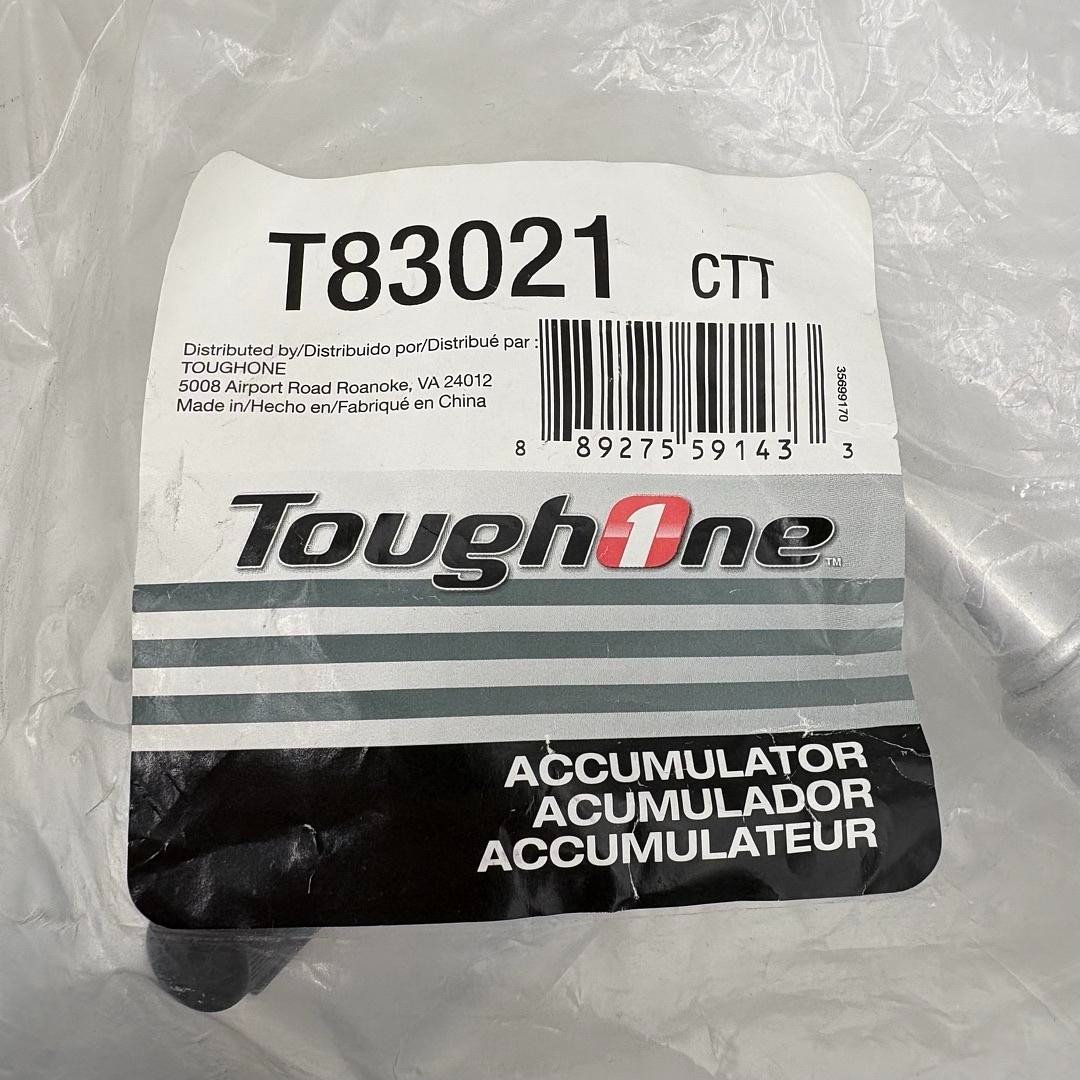 T83021 CTT
Distributed by/Distribuido por/Distribué par :
TOUGHONE
5008 Airport Road Roanoke, VA 24012
Made in/Hecho en/Fabriqué en China
35699170
8 89275 59143 3
Tough1One™
ACCUMULATOR
ACUMULADOR
ACCUMULATEUR